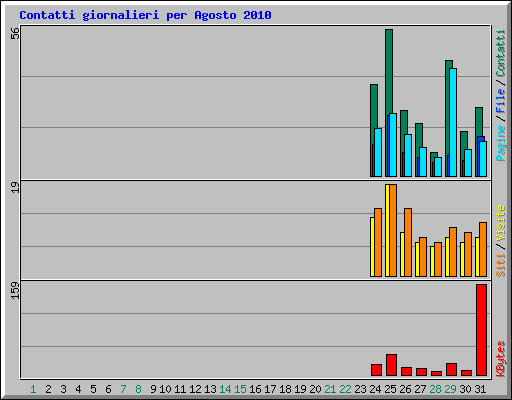 Contatti giornalieri per Agosto 2010
56
Pagine/File/Contatti
19
Siti/Visite
159
KBytes
1 2 3 4 5 6 7 8 9 10 11 12 13 14 15 16 17 18 19 20 21 22 23 24 25 26 27 28 29 30 31